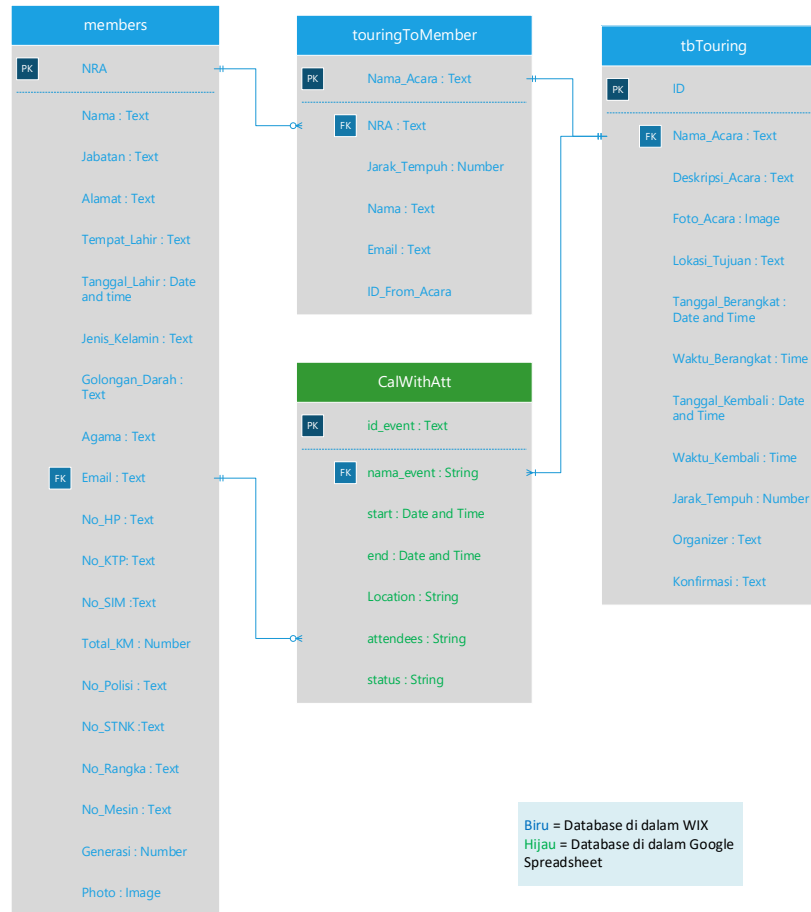 members
PK NRA
Nama : Text
Jabatan : Text
Alamat : Text
Tempat_Lahir : Text
Tanggal_Lahir : Date
and time
Jenis_Kelamin : Text
Golongan_Darah :
Text
Agama : Text
FK Email : Text
No_HP : Text
No_KTP: Text
No_SIM :Text
Total_KM : Number
No_Polisi : Text
No_STNK :Text
No_Rangka : Text
No_Mesin : Text
Generasi : Number
Photo : Image
touringToMember
PK Nama_Acara : Text
FK NRA : Text
Jarak_Tempuh : Number
Nama : Text
Email : Text
ID_From_Acara
CalWithAtt
PK id_event : Text
FK nama_event : String
start : Date and Time
end : Date and Time
Location : String
attendees : String
status : String
tbTouring
PK ID
FK Nama_Acara : Text
Deskripsi_Acara : Text
Foto_Acara : Image
Lokasi_Tujuan : Text
Tanggal_Berangkat :
Date and Time
Waktu_Berangkat : Time
Tanggal_Kembali : Date
and Time
Waktu_Kembali : Time
Jarak_Tempuh : Number
Organizer : Text
Konfirmasi : Text
Biru = Database di dalam WIX
Hijau = Database di dalam Google
Spreadsheet